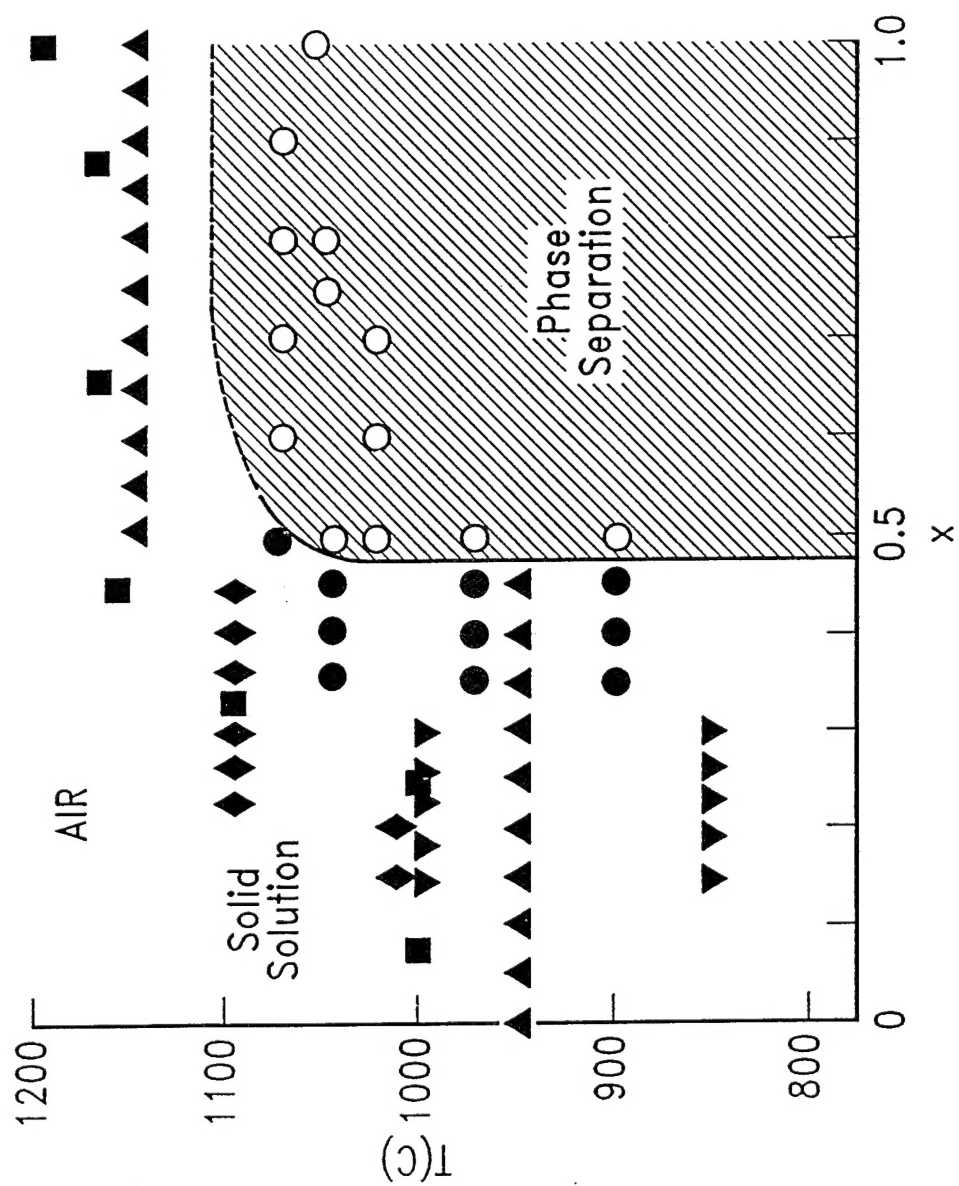 1200
1100
1000
900
800
T(C)
AIR
Solid
Solution
Phase
Separation
0
0.5
1.0
x